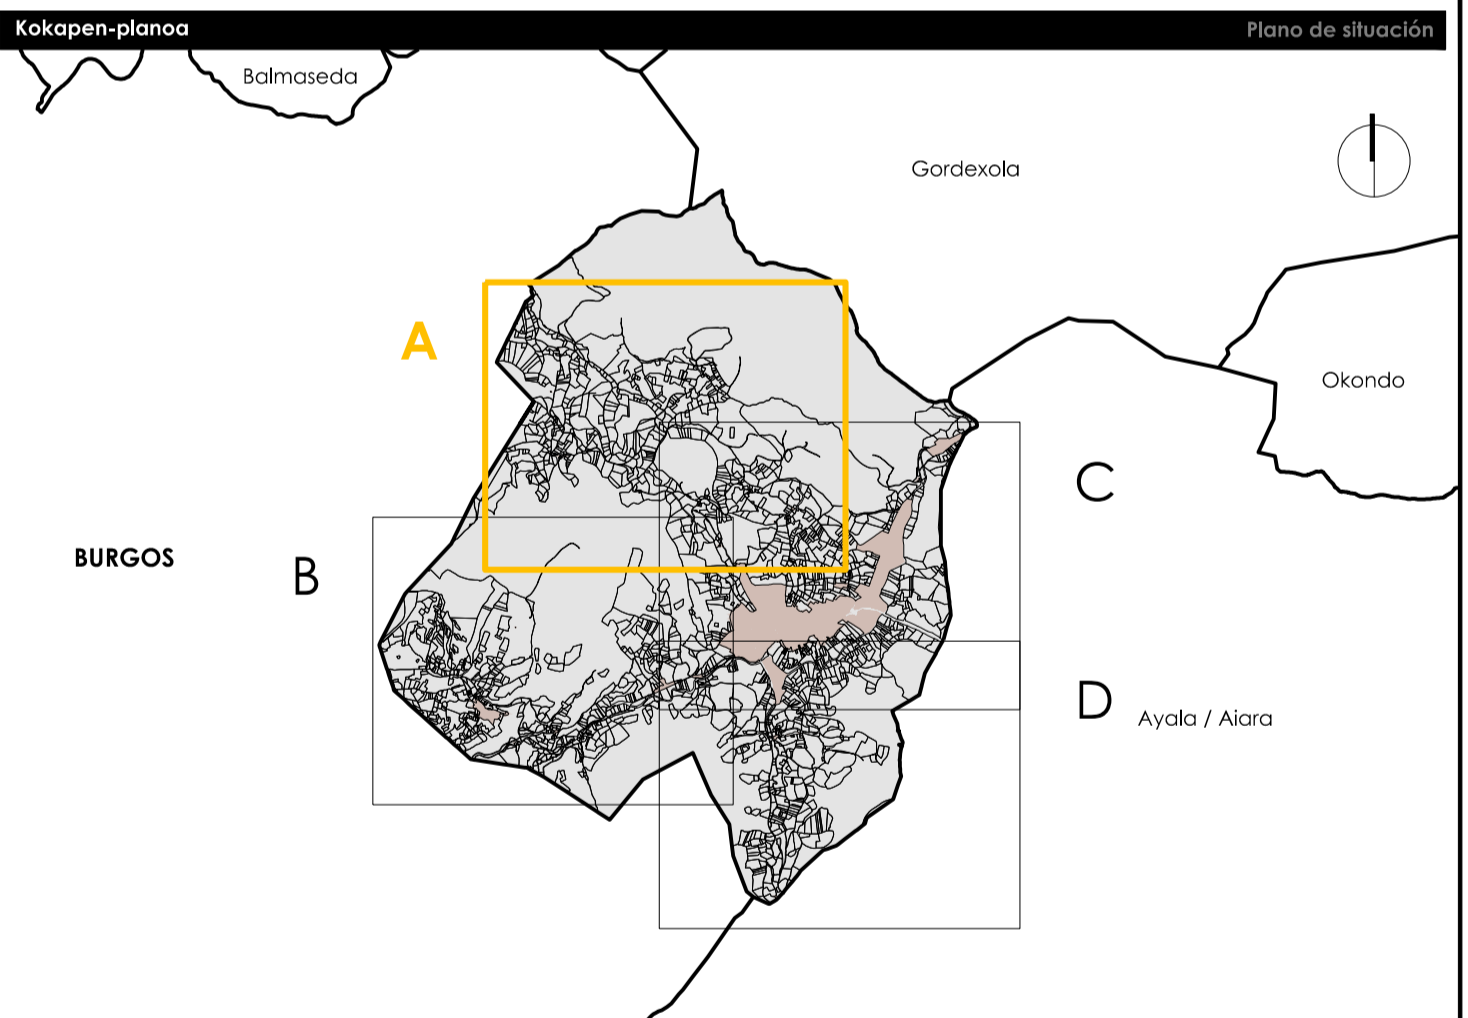 Kokapen-planoa
Plano de situación
Balmaseda
Gordexola
A
Okondo
C
BURGOS
B
D
Ayala / Aiara